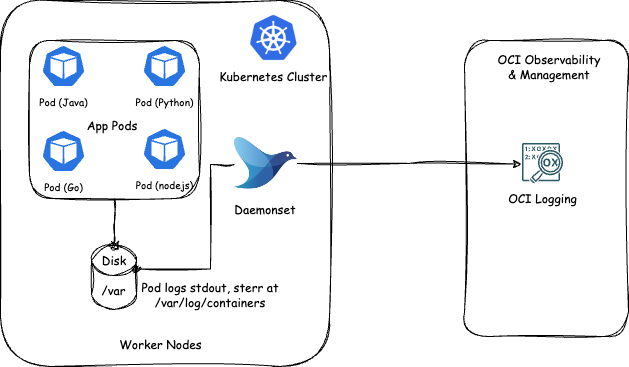 Kubernetes Cluster
Pod (Java)
Pod (Python)
App Pods
Pod (Go)
Pod (nodejs)
Daemonset
Disk
/var
Pod logs stdout, sterr at
/var/log/containers
Worker Nodes
OCI Observability
& Management
1:XOXOX
2:X
OX
OCI Logging